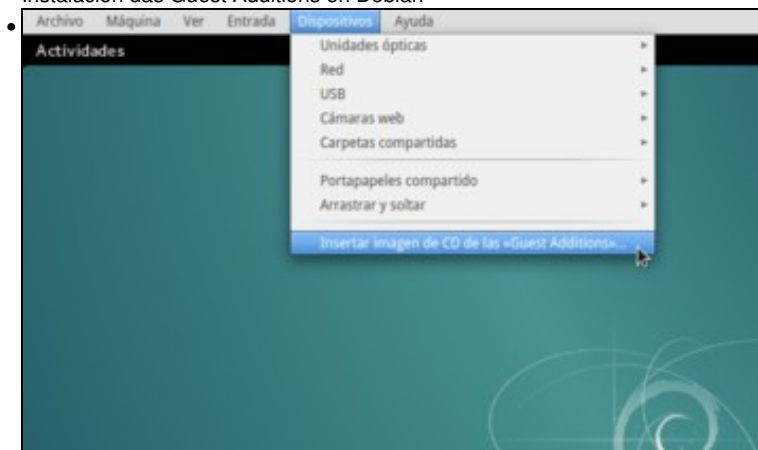 Instalación das Guest Additions en Debian
Archivo Máquina Ver Entrada Dispositivos Ayuda
Actividades
Unidades ópticas
Red
USB
Cámaras web
Carpetas compartidas
Portapapeles compartido
Arrastrar y soltar
Insertar imagen de CD de las «Guest Additions»...